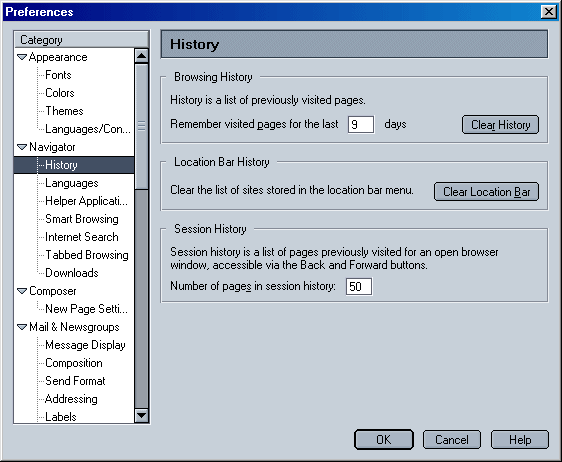 Preferences
Category
Appearance
Fonts
Colors
Themes
Languages/Con...
Navigator
History
Languages
Helper Applicati...
Smart Browsing
Internet Search
Tabbed Browsing
Downloads
Composer
New Page Setti...
Mail & Newsgroups
Message Display
Composition
Send Format
Addressing
Labels
History
Browsing History
History is a list of previously visited pages.
Remember visited pages for the last 9 days Clear History
Location Bar History
Clear the list of sites stored in the location bar menu. Clear Location Bar
Session History
Session history is a list of pages previously visited for an open browser
window, accessible via the Back and Forward buttons.
Number of pages in session history: 50
OK Cancel Help